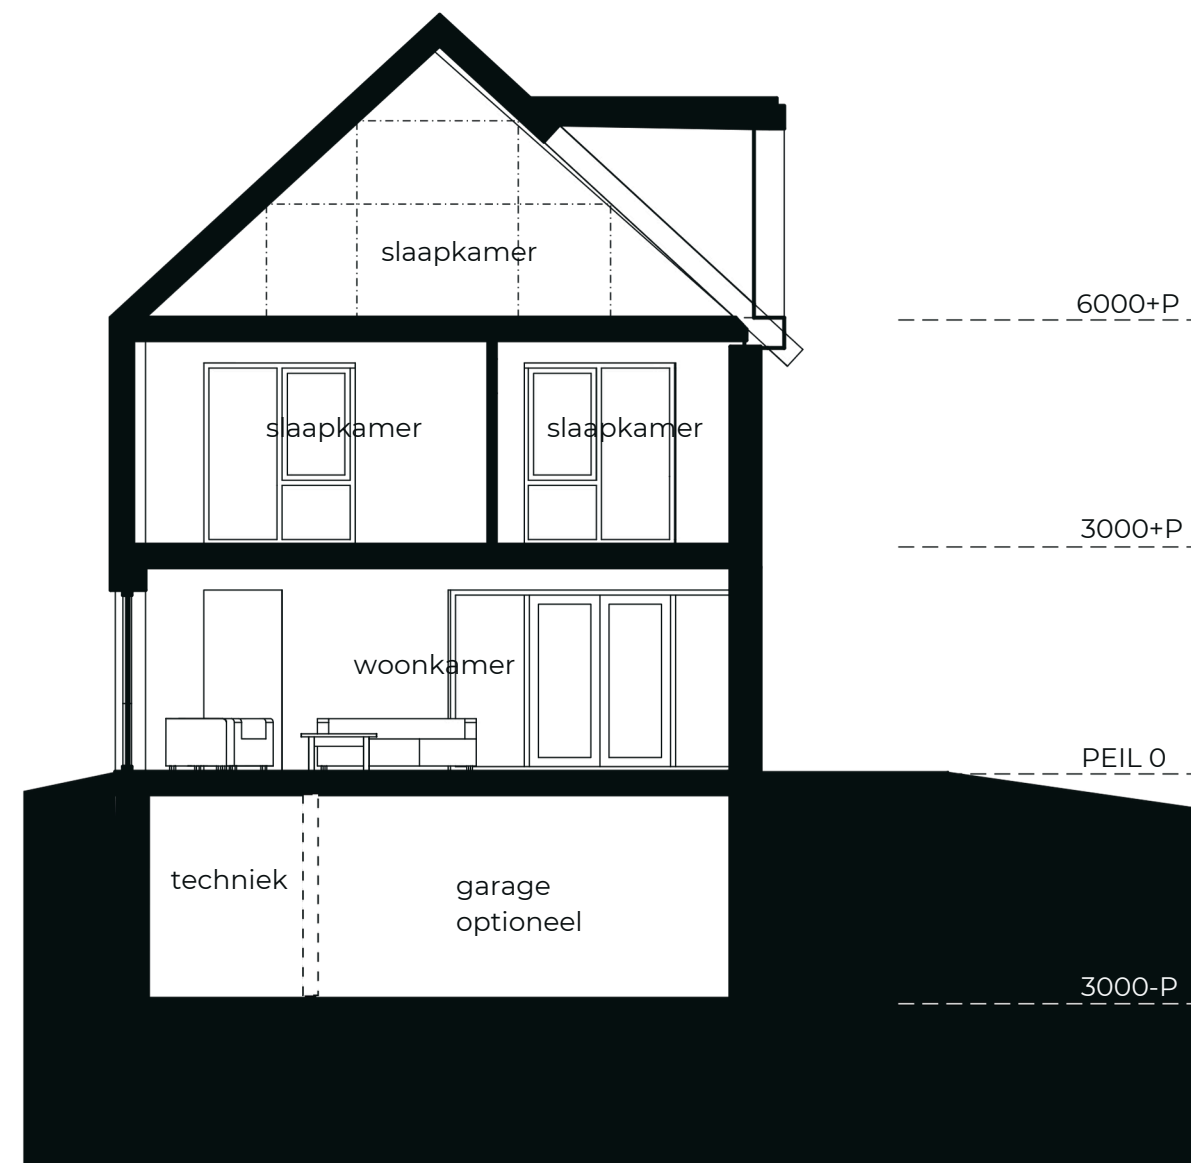 slaapkamer
6000+P
slaapkamer
slaapkamer
3000+P
woonkamer
PEIL 0
techniek
garage
optioneel
3000-P